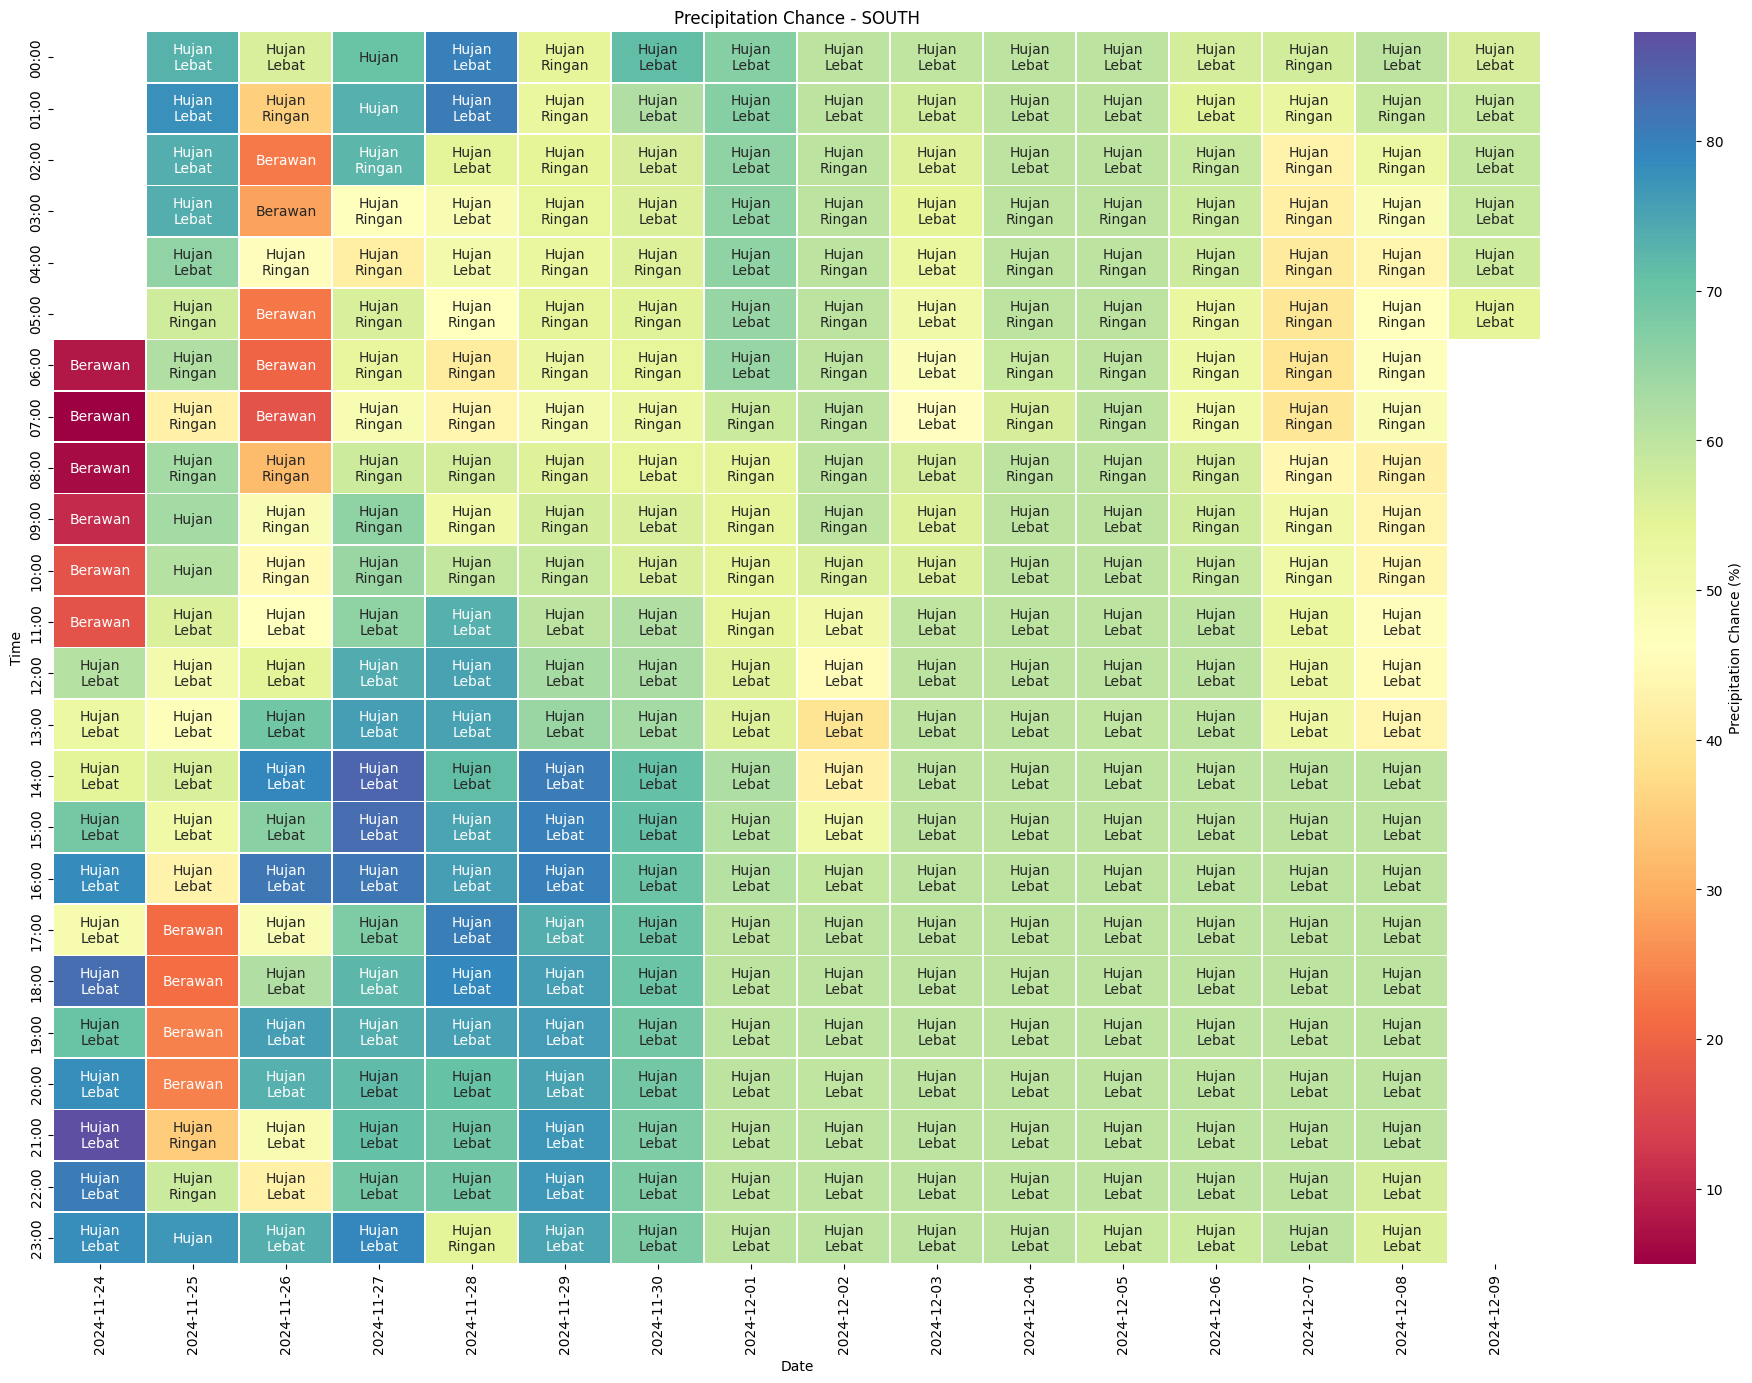 Precipitation Chance - SOUTH
00:00 Hujan Lebat Hujan Lebat Hujan Hujan Lebat Hujan Ringan Hujan Lebat Hujan Lebat Hujan Lebat Hujan Lebat Hujan Lebat Hujan Lebat Hujan Lebat Hujan Ringan Hujan Lebat Hujan Lebat
01:00 Hujan Lebat Hujan Ringan Hujan Hujan Lebat Hujan Ringan Hujan Lebat Hujan Lebat Hujan Lebat Hujan Lebat Hujan Lebat Hujan Lebat Hujan Lebat Hujan Ringan Hujan Ringan Hujan Lebat
02:00 Hujan Lebat Berawan Hujan Ringan Hujan Lebat Hujan Ringan Hujan Lebat Hujan Lebat Hujan Ringan Hujan Lebat Hujan Lebat Hujan Lebat Hujan Ringan Hujan Ringan Hujan Ringan Hujan Lebat
03:00 Hujan Lebat Berawan Hujan Ringan Hujan Lebat Hujan Ringan Hujan Lebat Hujan Lebat Hujan Ringan Hujan Lebat Hujan Ringan Hujan Ringan Hujan Ringan Hujan Ringan Hujan Ringan Hujan Lebat
04:00 Hujan Lebat Hujan Ringan Hujan Ringan Hujan Lebat Hujan Ringan Hujan Ringan Hujan Lebat Hujan Ringan Hujan Lebat Hujan Ringan Hujan Ringan Hujan Ringan Hujan Ringan Hujan Ringan Hujan Lebat
05:00 Hujan Ringan Berawan Hujan Ringan Hujan Ringan Hujan Ringan Hujan Ringan Hujan Lebat Hujan Ringan Hujan Lebat Hujan Ringan Hujan Ringan Hujan Ringan Hujan Ringan Hujan Ringan Hujan Lebat
06:00 Berawan Hujan Ringan Berawan Hujan Ringan Hujan Ringan Hujan Ringan Hujan Ringan Hujan Lebat Hujan Ringan Hujan Lebat Hujan Ringan Hujan Ringan Hujan Ringan Hujan Ringan Hujan Ringan
07:00 Berawan Hujan Ringan Berawan Hujan Ringan Hujan Ringan Hujan Ringan Hujan Ringan Hujan Ringan Hujan Ringan Hujan Lebat Hujan Ringan Hujan Ringan Hujan Ringan Hujan Ringan Hujan Ringan
08:00 Berawan Hujan Ringan Hujan Ringan Hujan Ringan Hujan Ringan Hujan Ringan Hujan Lebat Hujan Ringan Hujan Ringan Hujan Lebat Hujan Ringan Hujan Ringan Hujan Ringan Hujan Ringan Hujan Ringan
09:00 Berawan Hujan Hujan Ringan Hujan Ringan Hujan Ringan Hujan Ringan Hujan Lebat Hujan Ringan Hujan Ringan Hujan Lebat Hujan Lebat Hujan Lebat Hujan Ringan Hujan Ringan Hujan Ringan
10:00 Berawan Hujan Hujan Ringan Hujan Ringan Hujan Ringan Hujan Ringan Hujan Lebat Hujan Ringan Hujan Ringan Hujan Lebat Hujan Lebat Hujan Lebat Hujan Ringan Hujan Ringan Hujan Ringan
11:00 Berawan Hujan Lebat Hujan Lebat Hujan Lebat Hujan Lebat Hujan Lebat Hujan Lebat Hujan Ringan Hujan Lebat Hujan Lebat Hujan Lebat Hujan Lebat Hujan Lebat Hujan Lebat Hujan Lebat
12:00 Hujan Lebat Hujan Lebat Hujan Lebat Hujan Lebat Hujan Lebat Hujan Lebat Hujan Lebat Hujan Lebat Hujan Lebat Hujan Lebat Hujan Lebat Hujan Lebat Hujan Lebat Hujan Lebat Hujan Lebat
13:00 Hujan Lebat Hujan Lebat Hujan Lebat Hujan Lebat Hujan Lebat Hujan Lebat Hujan Lebat Hujan Lebat Hujan Lebat Hujan Lebat Hujan Lebat Hujan Lebat Hujan Lebat Hujan Lebat Hujan Lebat
14:00 Hujan Lebat Hujan Lebat Hujan Lebat Hujan Lebat Hujan Lebat Hujan Lebat Hujan Lebat Hujan Lebat Hujan Lebat Hujan Lebat Hujan Lebat Hujan Lebat Hujan Lebat Hujan Lebat Hujan Lebat
15:00 Hujan Lebat Hujan Lebat Hujan Lebat Hujan Lebat Hujan Lebat Hujan Lebat Hujan Lebat Hujan Lebat Hujan Lebat Hujan Lebat Hujan Lebat Hujan Lebat Hujan Lebat Hujan Lebat Hujan Lebat
16:00 Hujan Lebat Hujan Lebat Hujan Lebat Hujan Lebat Hujan Lebat Hujan Lebat Hujan Lebat Hujan Lebat Hujan Lebat Hujan Lebat Hujan Lebat Hujan Lebat Hujan Lebat Hujan Lebat Hujan Lebat
17:00 Hujan Lebat Berawan Hujan Lebat Hujan Lebat Hujan Lebat Hujan Lebat Hujan Lebat Hujan Lebat Hujan Lebat Hujan Lebat Hujan Lebat Hujan Lebat Hujan Lebat Hujan Lebat Hujan Lebat
18:00 Hujan Lebat Berawan Hujan Lebat Hujan Lebat Hujan Lebat Hujan Lebat Hujan Lebat Hujan Lebat Hujan Lebat Hujan Lebat Hujan Lebat Hujan Lebat Hujan Lebat Hujan Lebat Hujan Lebat
19:00 Hujan Lebat Berawan Hujan Lebat Hujan Lebat Hujan Lebat Hujan Lebat Hujan Lebat Hujan Lebat Hujan Lebat Hujan Lebat Hujan Lebat Hujan Lebat Hujan Lebat Hujan Lebat Hujan Lebat
20:00 Hujan Lebat Berawan Hujan Lebat Hujan Lebat Hujan Lebat Hujan Lebat Hujan Lebat Hujan Lebat Hujan Lebat Hujan Lebat Hujan Lebat Hujan Lebat Hujan Lebat Hujan Lebat Hujan Lebat
21:00 Hujan Lebat Hujan Ringan Hujan Lebat Hujan Lebat Hujan Lebat Hujan Lebat Hujan Lebat Hujan Lebat Hujan Lebat Hujan Lebat Hujan Lebat Hujan Lebat Hujan Lebat Hujan Lebat Hujan Lebat
22:00 Hujan Lebat Hujan Ringan Hujan Lebat Hujan Lebat Hujan Lebat Hujan Lebat Hujan Lebat Hujan Lebat Hujan Lebat Hujan Lebat Hujan Lebat Hujan Lebat Hujan Lebat Hujan Lebat Hujan Lebat
23:00 Hujan Lebat Hujan Hujan Lebat Hujan Lebat Hujan Ringan Hujan Lebat Hujan Lebat Hujan Lebat Hujan Lebat Hujan Lebat Hujan Lebat Hujan Lebat Hujan Lebat Hujan Lebat Hujan Lebat
Time
2024-11-24 2024-11-25 2024-11-26 2024-11-27 2024-11-28 2024-11-29 2024-11-30 2024-12-01 2024-12-02 2024-12-03 2024-12-04 2024-12-05 2024-12-06 2024-12-07 2024-12-08 2024-12-09
Date
80
70
60
50
40
30
20
10
Precipitation Chance (%)